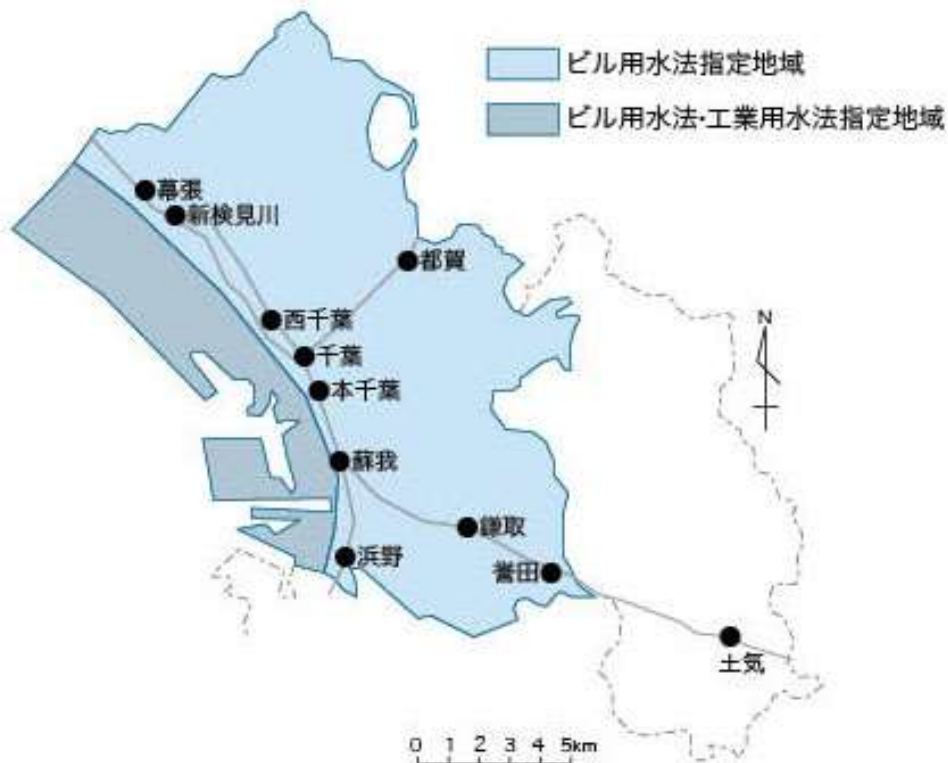 ビル用水法指定地域
ビル用水法・工業用水法指定地域
幕張
新検見川
都賀
N
西千葉
千葉
本千葉
蘇我
鎌取
浜野
誉田
土気
0 1 2 3 4 5km